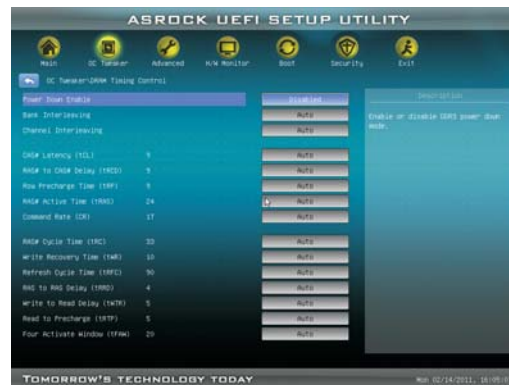 ASROCK UEFI SETUP UTILITY
Main OC Tweaker Advanced H/W Monitor Boot Security Exit
OC Tweaker\DRAM Timing Control
Power Down Enable Disabled
Bank Interleaving Auto
Channel Interleaving Auto
CAS# Latency (tCL) 9 Auto
RAS# to CAS# Delay (tRCD) 9 Auto
Row Precharge Time (tRP) 9 Auto
RAS# Active Time (tRAS) 24 Auto
Command Rate (CR) 1T Auto
RAS# Cycle Time (tRC) 33 Auto
Write Recovery Time (tWR) 10 Auto
Refresh Cycle Time (tRFC) 90 Auto
RAS to RAS Delay (tRRD) 4 Auto
Write to Read Delay (tWTR) 5 Auto
Read to Precharge (tRTP) 5 Auto
Four Activate Window (tFAW) 20 Auto
Description
Enable or disable DDR3 power down
mode.
TOMORROW'S TECHNOLOGY TODAY
Mon 02/14/2011,